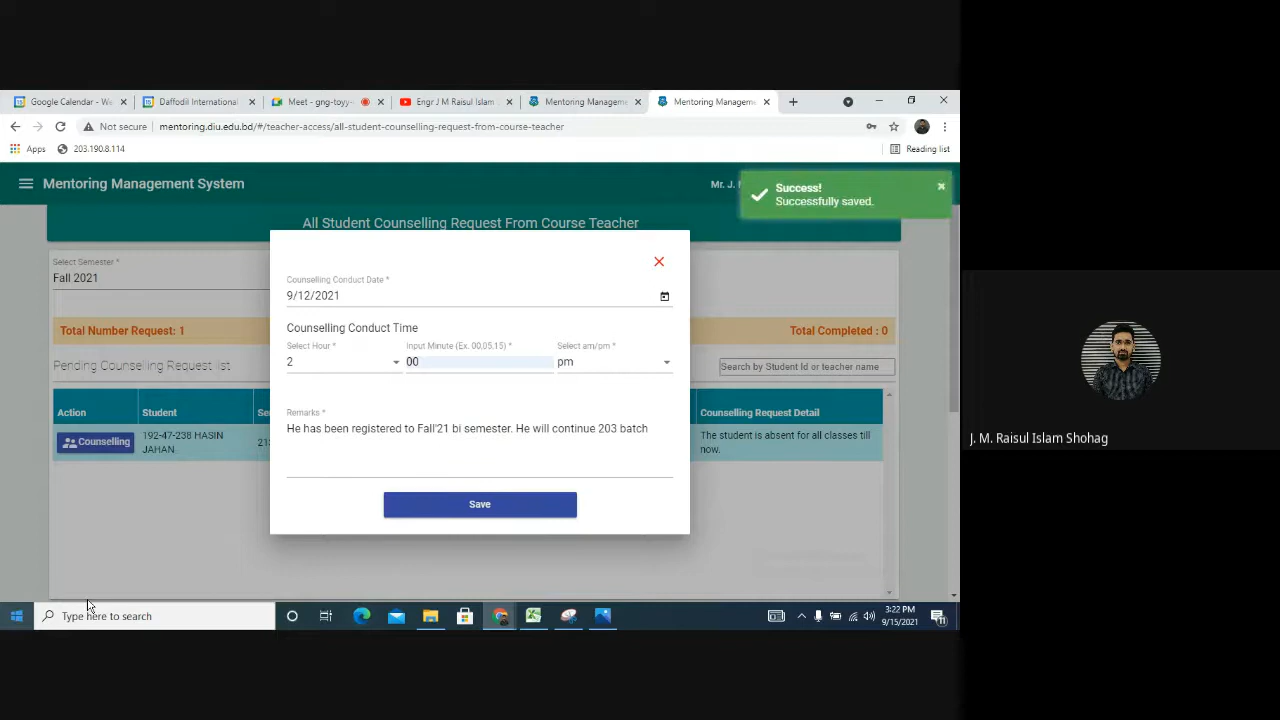 Google Calendar - We
Daffodil International
Meet - gng-toyy-
Engr J M Raisul Islam
Mentoring Manageme
Mentoring Managem
Not secure
mentoring.diu.edu.bd/#/teacher-access/all-student-counselling-request-from-course-teacher
Apps
203.190.8.114
Reading list
Mentoring Management System
Mr. J.
Success!
Successfully saved.
All Student Counselling Request From Course Teacher
Select Semester *
Fall 2021
Counselling Conduct Date *
9/12/2021
Total Number Request: 1
Total Completed : 0
Counselling Conduct Time
Select Hour *
Input Minute (Ex. 00,05,15) *
Select am/pm *
2
00
pm
Pending Counselling Request list
Search by Student Id or teacher name
Action
Student
Counselling Request Detail
Remarks *
He has been registered to Fall'21 bi semester. He will continue 203 batch
Counselling
192-47-238 HASIN
JAHAN
The student is absent for all classes till
now.
Save
J. M. Raisul Islam Shohag
Type here to search
3:22 PM
9/15/2021
11